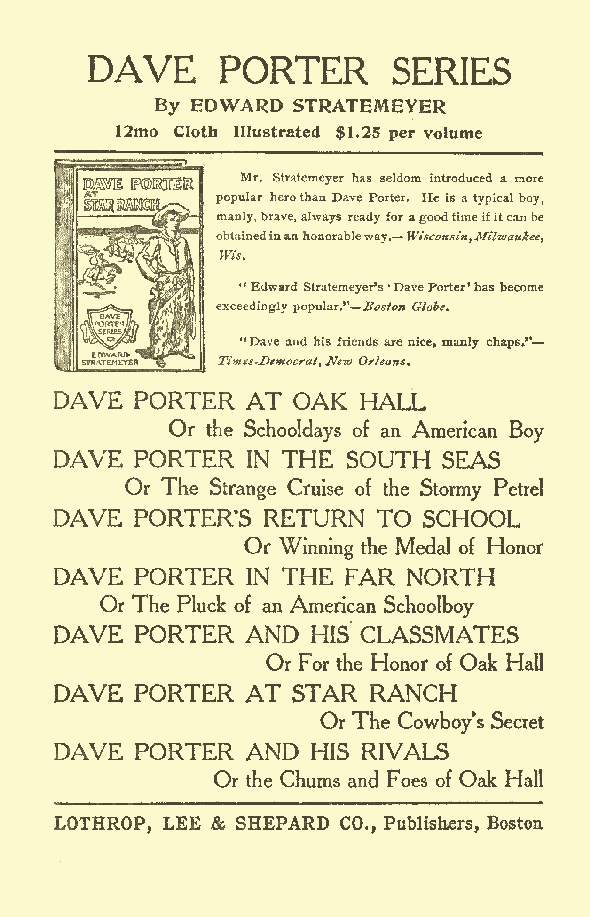 DAVE PORTER SERIES
By EDWARD STRATEMEYER
12mo Cloth Illustrated $1.25 per volume
DAVE PORTER
AT
STAR RANCH
DAVE
PORTER
SERIES
EDWARD
STRATEMEYER
Mr. Stratemeyer has seldom introduced a more
popular hero than Dave Porter. He is a typical boy,
manly, brave, always ready for a good time if it can be
obtained in an honorable way.—Wisconsin, Milwaukee,
Wis.
"Edward Stratemeyer's 'Dave Porter' has become
exceedingly popular."—Boston Globe.
"Dave and his friends are nice, manly chaps."—
Times-Democrat, New Orleans.
DAVE PORTER AT OAK HALL
Or the Schooldays of an American Boy
DAVE PORTER IN THE SOUTH SEAS
Or The Strange Cruise of the Stormy Petrel
DAVE PORTER'S RETURN TO SCHOOL
Or Winning the Medal of Honor
DAVE PORTER IN THE FAR NORTH
Or The Pluck of an American Schoolboy
DAVE PORTER AND HIS CLASSMATES
Or For the Honor of Oak Hall
DAVE PORTER AT STAR RANCH
Or The Cowboy's Secret
DAVE PORTER AND HIS RIVALS
Or the Chums and Foes of Oak Hall
LOTHROP, LEE & SHEPARD CO., Publishers, Boston